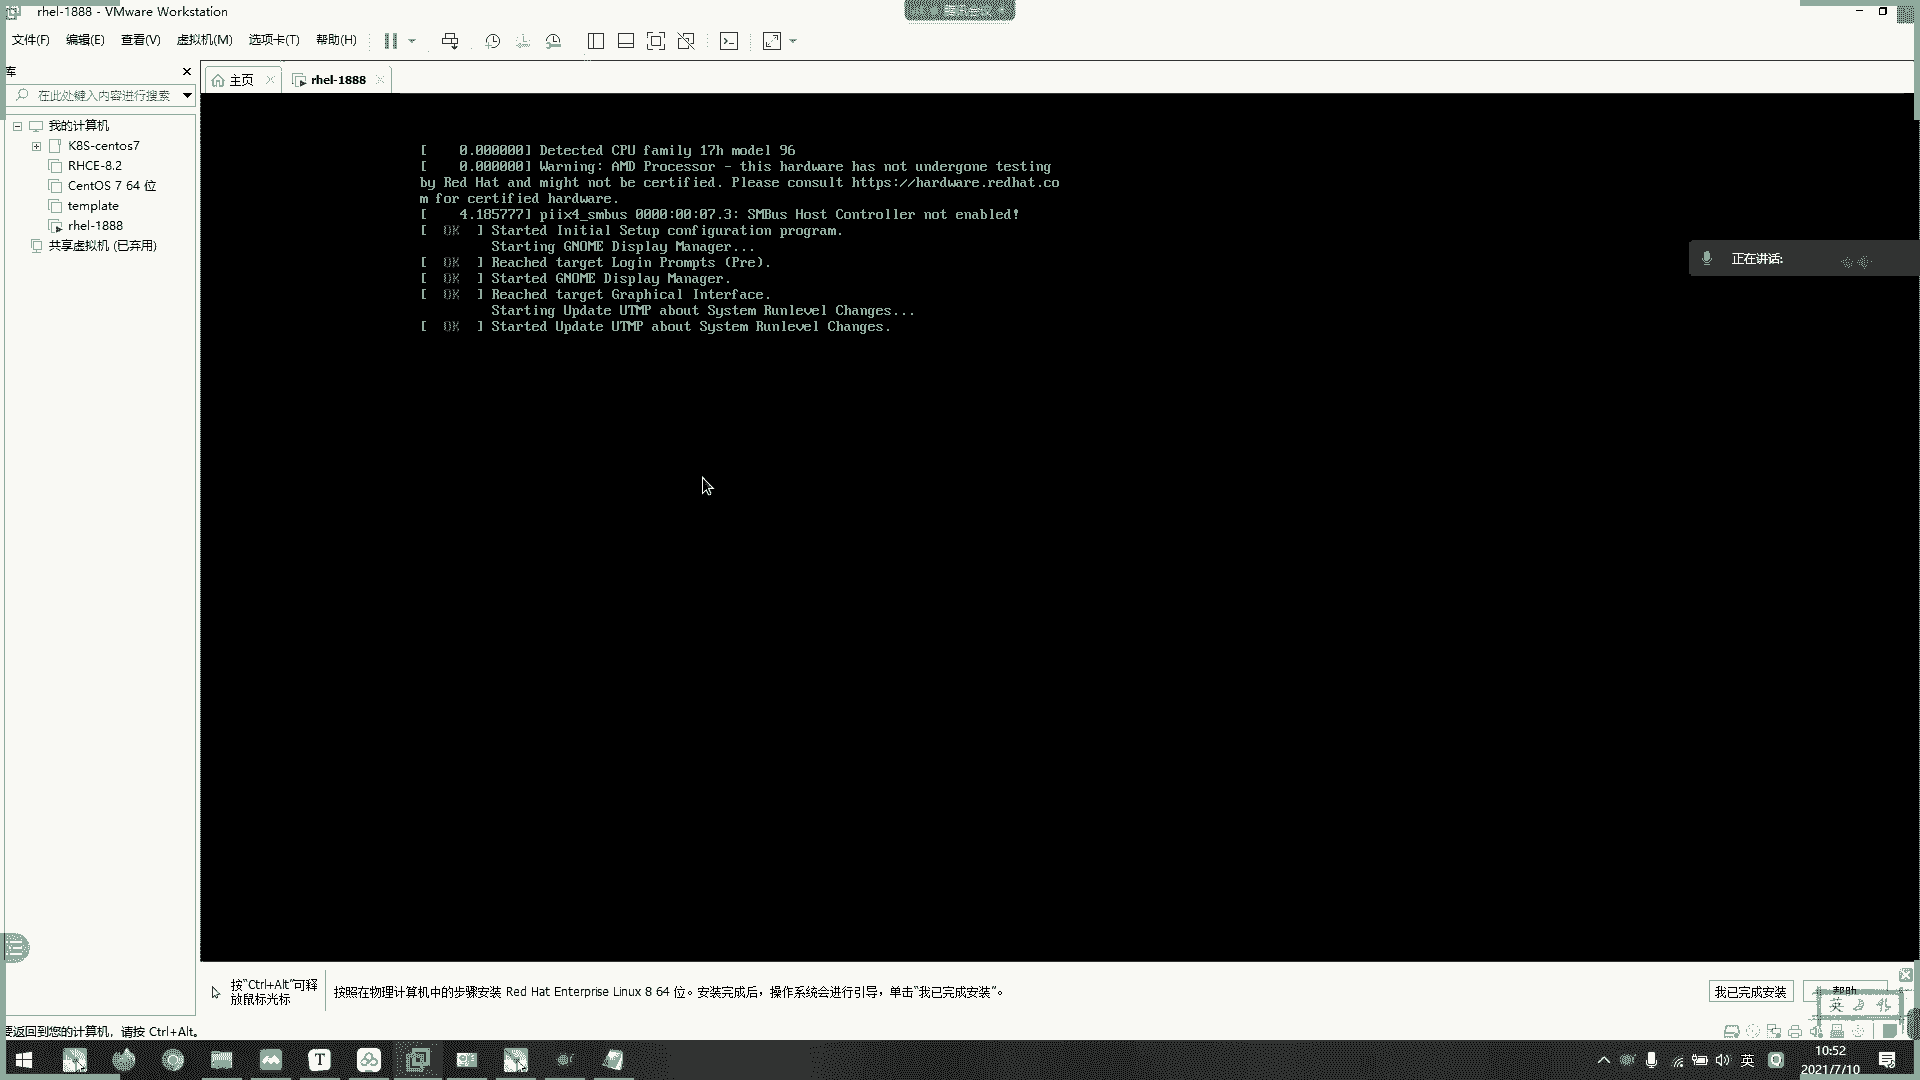 rhel-1888 - VMware Workstation
腾讯会议
文件(F) 编辑(E) 查看(V) 虚拟机(M) 选项卡(T) 帮助(H)
库
在此处键入内容进行搜索
主页
rhel-1888
我的计算机
K8S-centos7
RHCE-8.2
CentOS 7 64 位
template
rhel-1888
共享虚拟机 (已弃用)
[    0.000000] Detected CPU family 17h model 96
[    0.000000] Warning: AMD Processor - this hardware has not undergone testing
by Red Hat and might not be certified. Please consult https://hardware.redhat.co
m for certified hardware.
[    4.185777] piix4_smbus 0000:00:07.3: SMBus Host Controller not enabled!
[  OK  ] Started Initial Setup configuration program.
Starting GNOME Display Manager...
[  OK  ] Reached target Login Prompts (Pre).
[  OK  ] Started GNOME Display Manager.
[  OK  ] Reached target Graphical Interface.
Starting Update UTMP about System Runlevel Changes...
[  OK  ] Started Update UTMP about System Runlevel Changes.
正在讲话:
按"Ctrl+Alt"可释
放鼠标光标
按照在物理计算机中的步骤安装 Red Hat Enterprise Linux 8 64 位。安装完成后，操作系统会进行引导，单击"我已完成安装"。
我已完成安装
帮助
英
要返回到您的计算机，请按 Ctrl+Alt。
T
英
10:52
2021/7/10